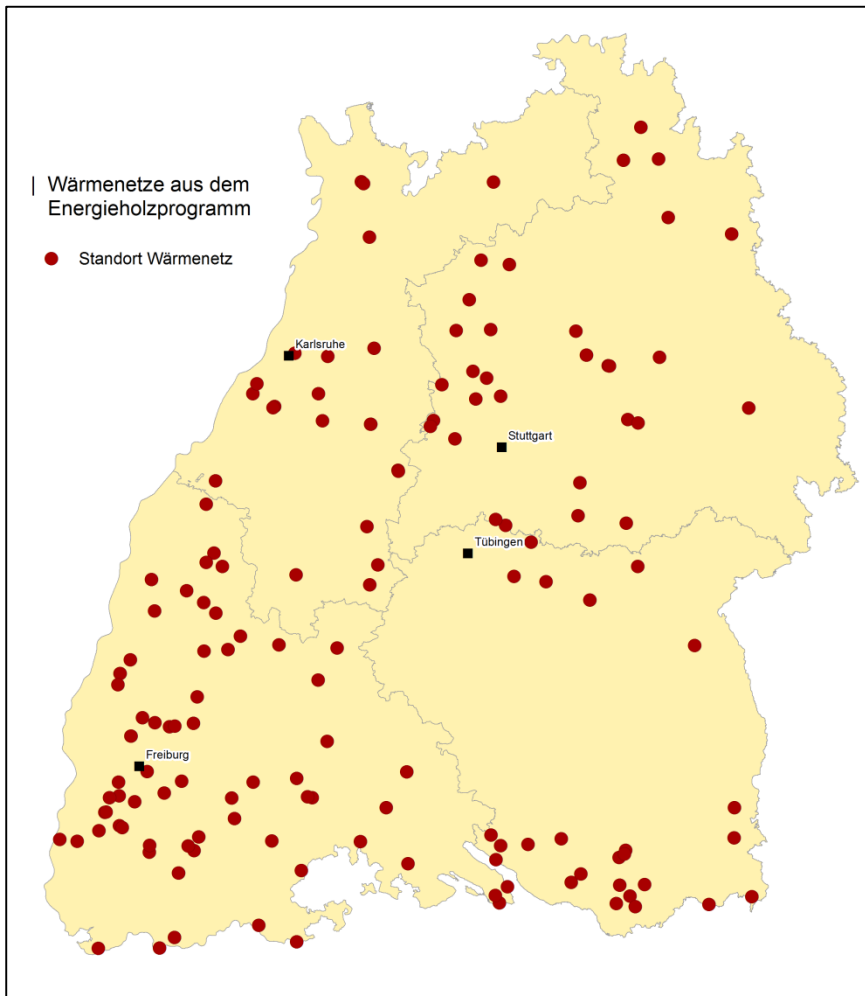 | Wärmenetze aus dem
Energieholzprogramm
Standort Wärmenetz
Karlsruhe
Stuttgart
Tübingen
Freiburg